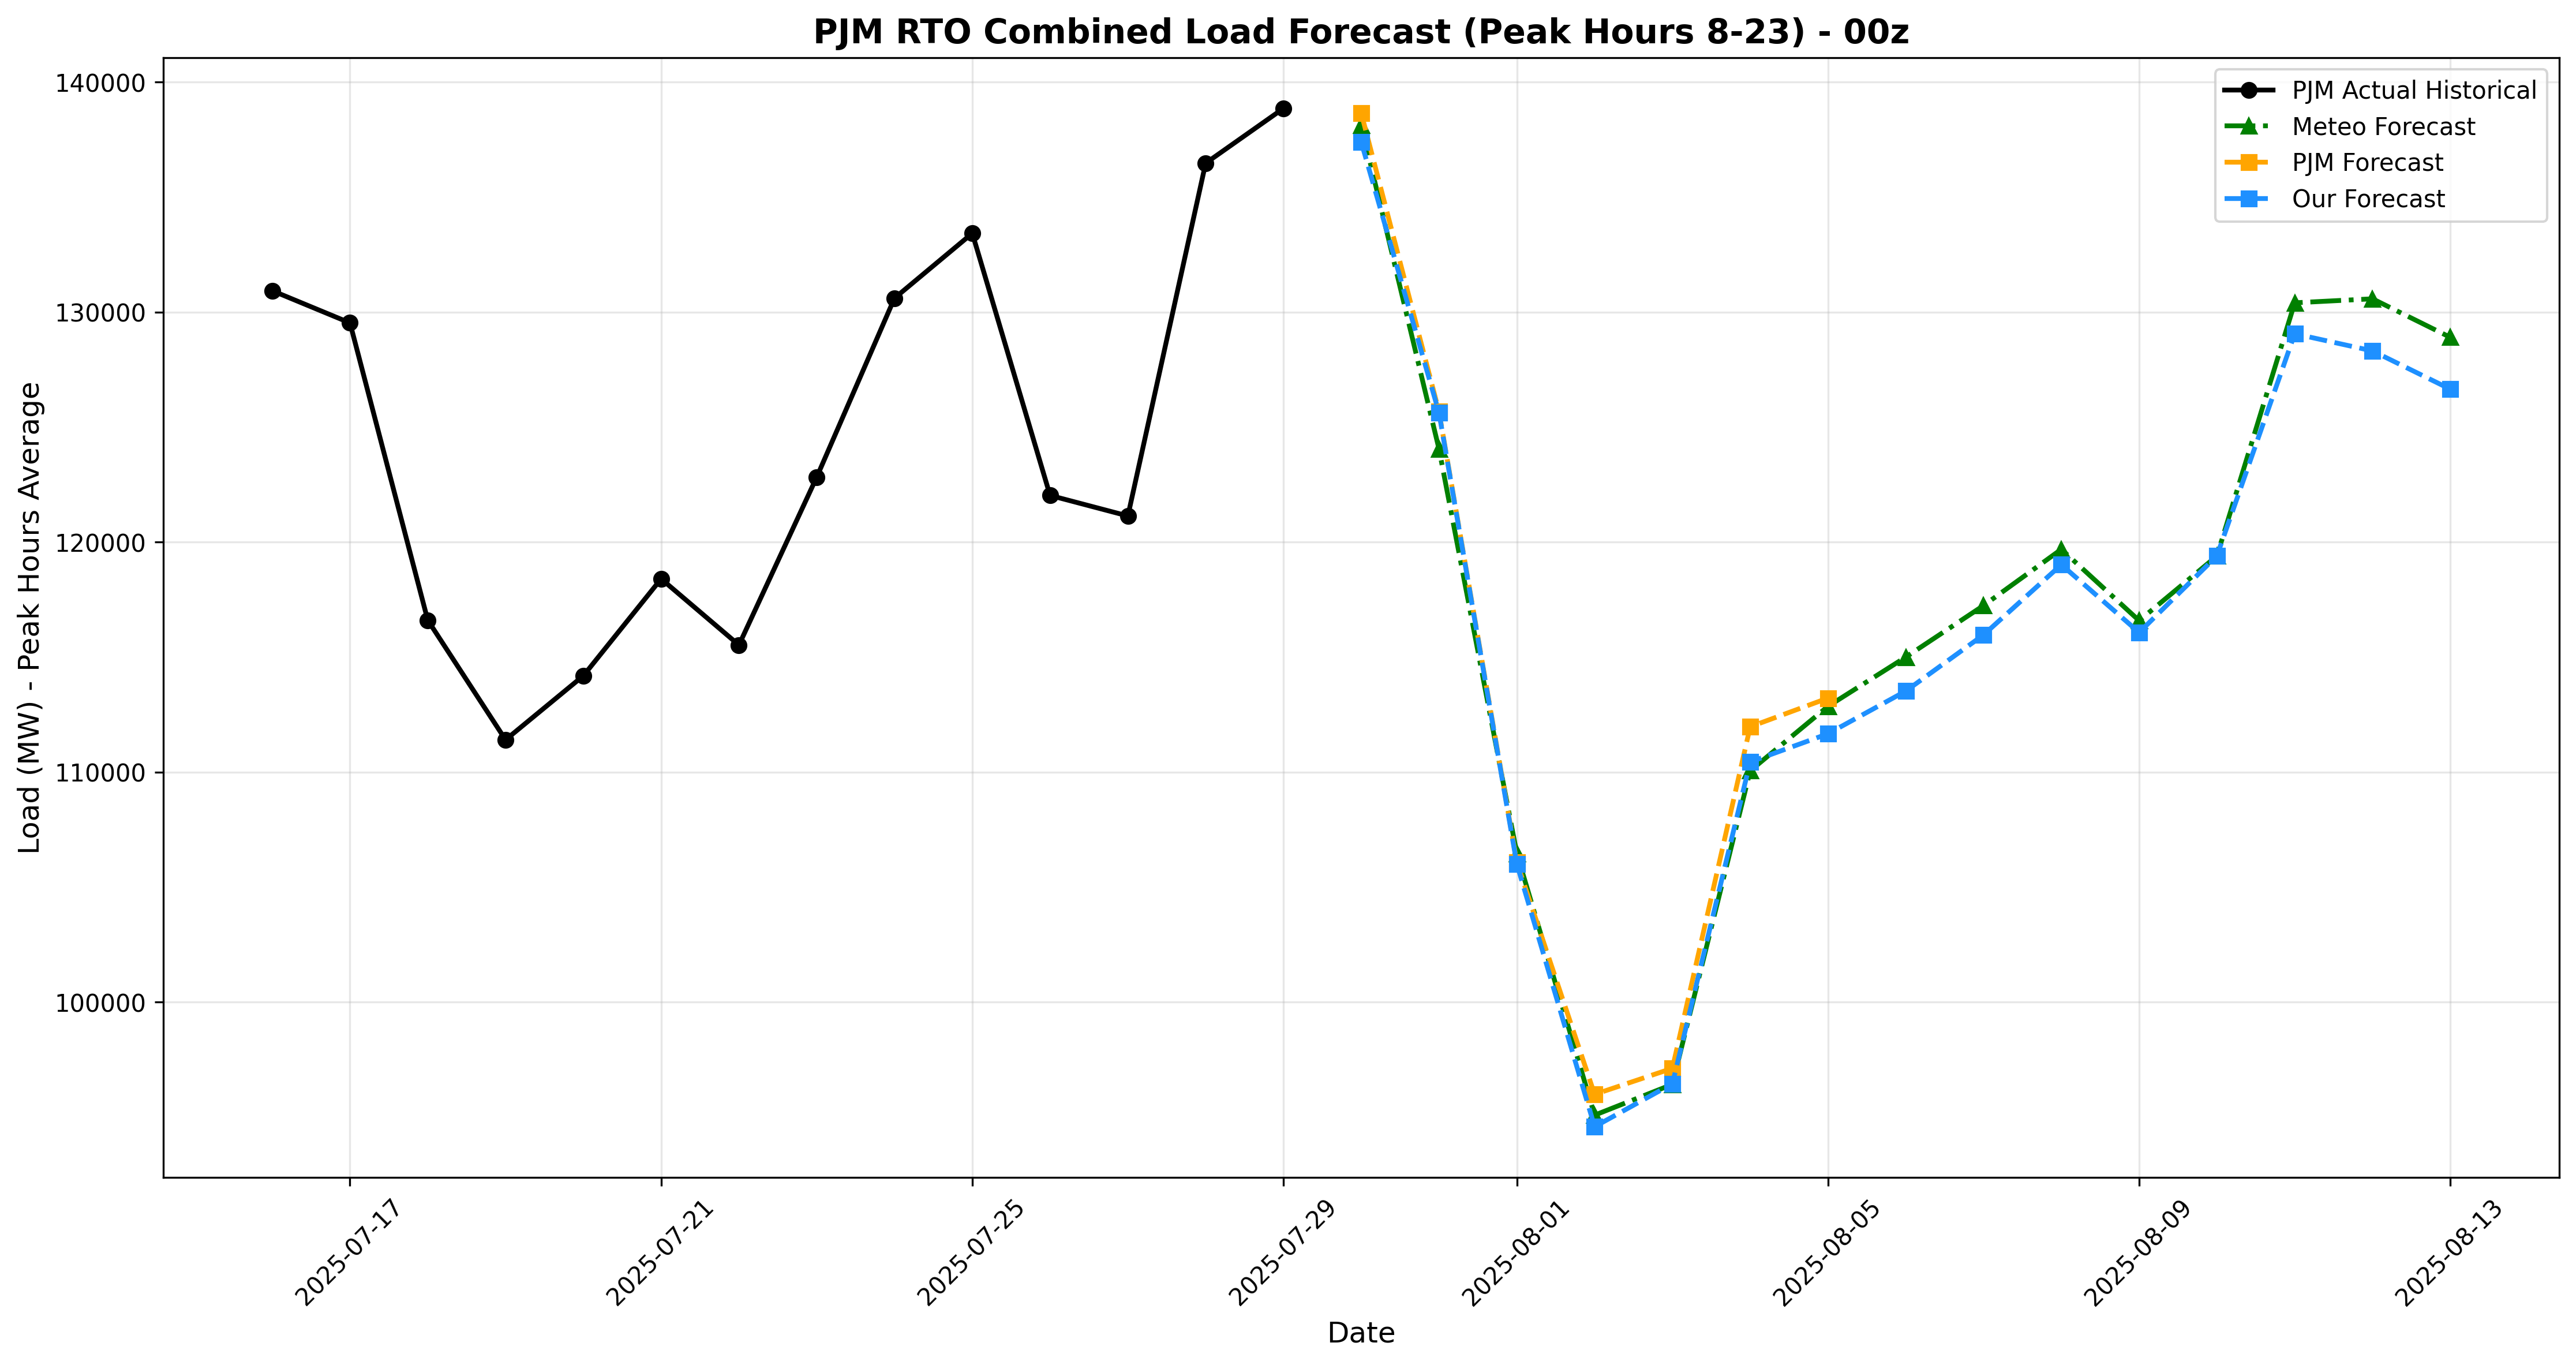 PJM RTO Combined Load Forecast (Peak Hours 8-23) - 00z
140000
130000
120000
110000
100000
Load (MW) - Peak Hours Average
PJM Actual Historical
Meteo Forecast
PJM Forecast
Our Forecast
2025-07-17
2025-07-21
2025-07-25
2025-07-29
2025-08-01
2025-08-05
2025-08-09
2025-08-13
Date